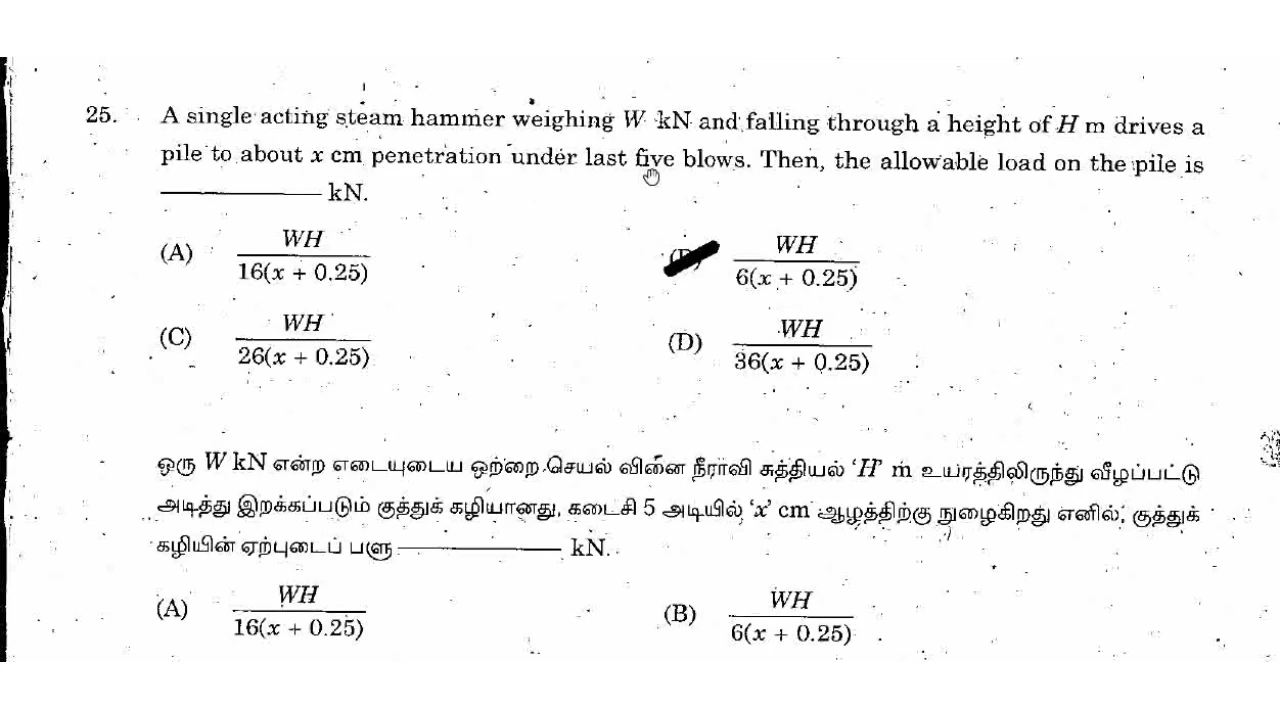 25. A single acting steam hammer weighing W kN and falling through a height of H m drives a
pile to about x cm penetration under last five blows. Then, the allowable load on the pile is
________ kN.
(A) WH / 16(x + 0.25)
WH / 6(x + 0.25)
(C) WH / 26(x + 0.25)
(D) WH / 36(x + 0.25)
ஒரு W kN என்ற எடையுடைய ஒற்றை செயல் வினை நீராவி சுத்தியல் ‘H’ m உயரத்திலிருந்து வீழப்பட்டு
அடித்து இறக்கப்படும் குத்துக் கழியானது, கடைசி 5 அடியில் ‘x’ cm ஆழத்திற்கு நுழைகிறது எனில், குத்துக்
கழியின் ஏற்புடைப் பளு ________ kN.
(A) WH / 16(x + 0.25)
(B) WH / 6(x + 0.25)